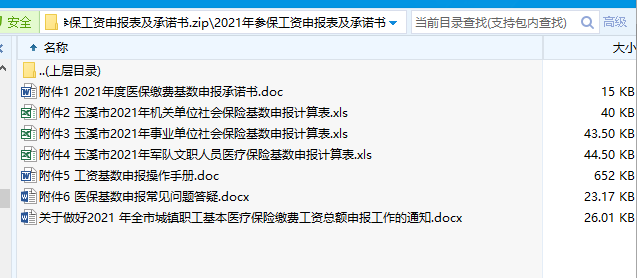 安全 参保工资申报表及承诺书.zip\2021年参保工资申报表及承诺书 当前目录查找(支持包内查找) 高级
名称 大小
..(上层目录)
附件1 2021年度医保缴费基数申报承诺书.doc 15 KB
附件2 玉溪市2021年机关单位社会保险基数申报计算表.xls 40 KB
附件3 玉溪市2021年事业单位社会保险基数申报计算表.xls 43.50 KB
附件4 玉溪市2021年军队文职人员医疗保险基数申报计算表.xls 44.50 KB
附件5 工资基数申报操作手册.doc 652 KB
附件6 医保基数申报常见问题答疑.docx 23.17 KB
关于做好2021 年全市城镇职工基本医疗保险缴费工资总额申报工作的通知.docx 26.01 KB